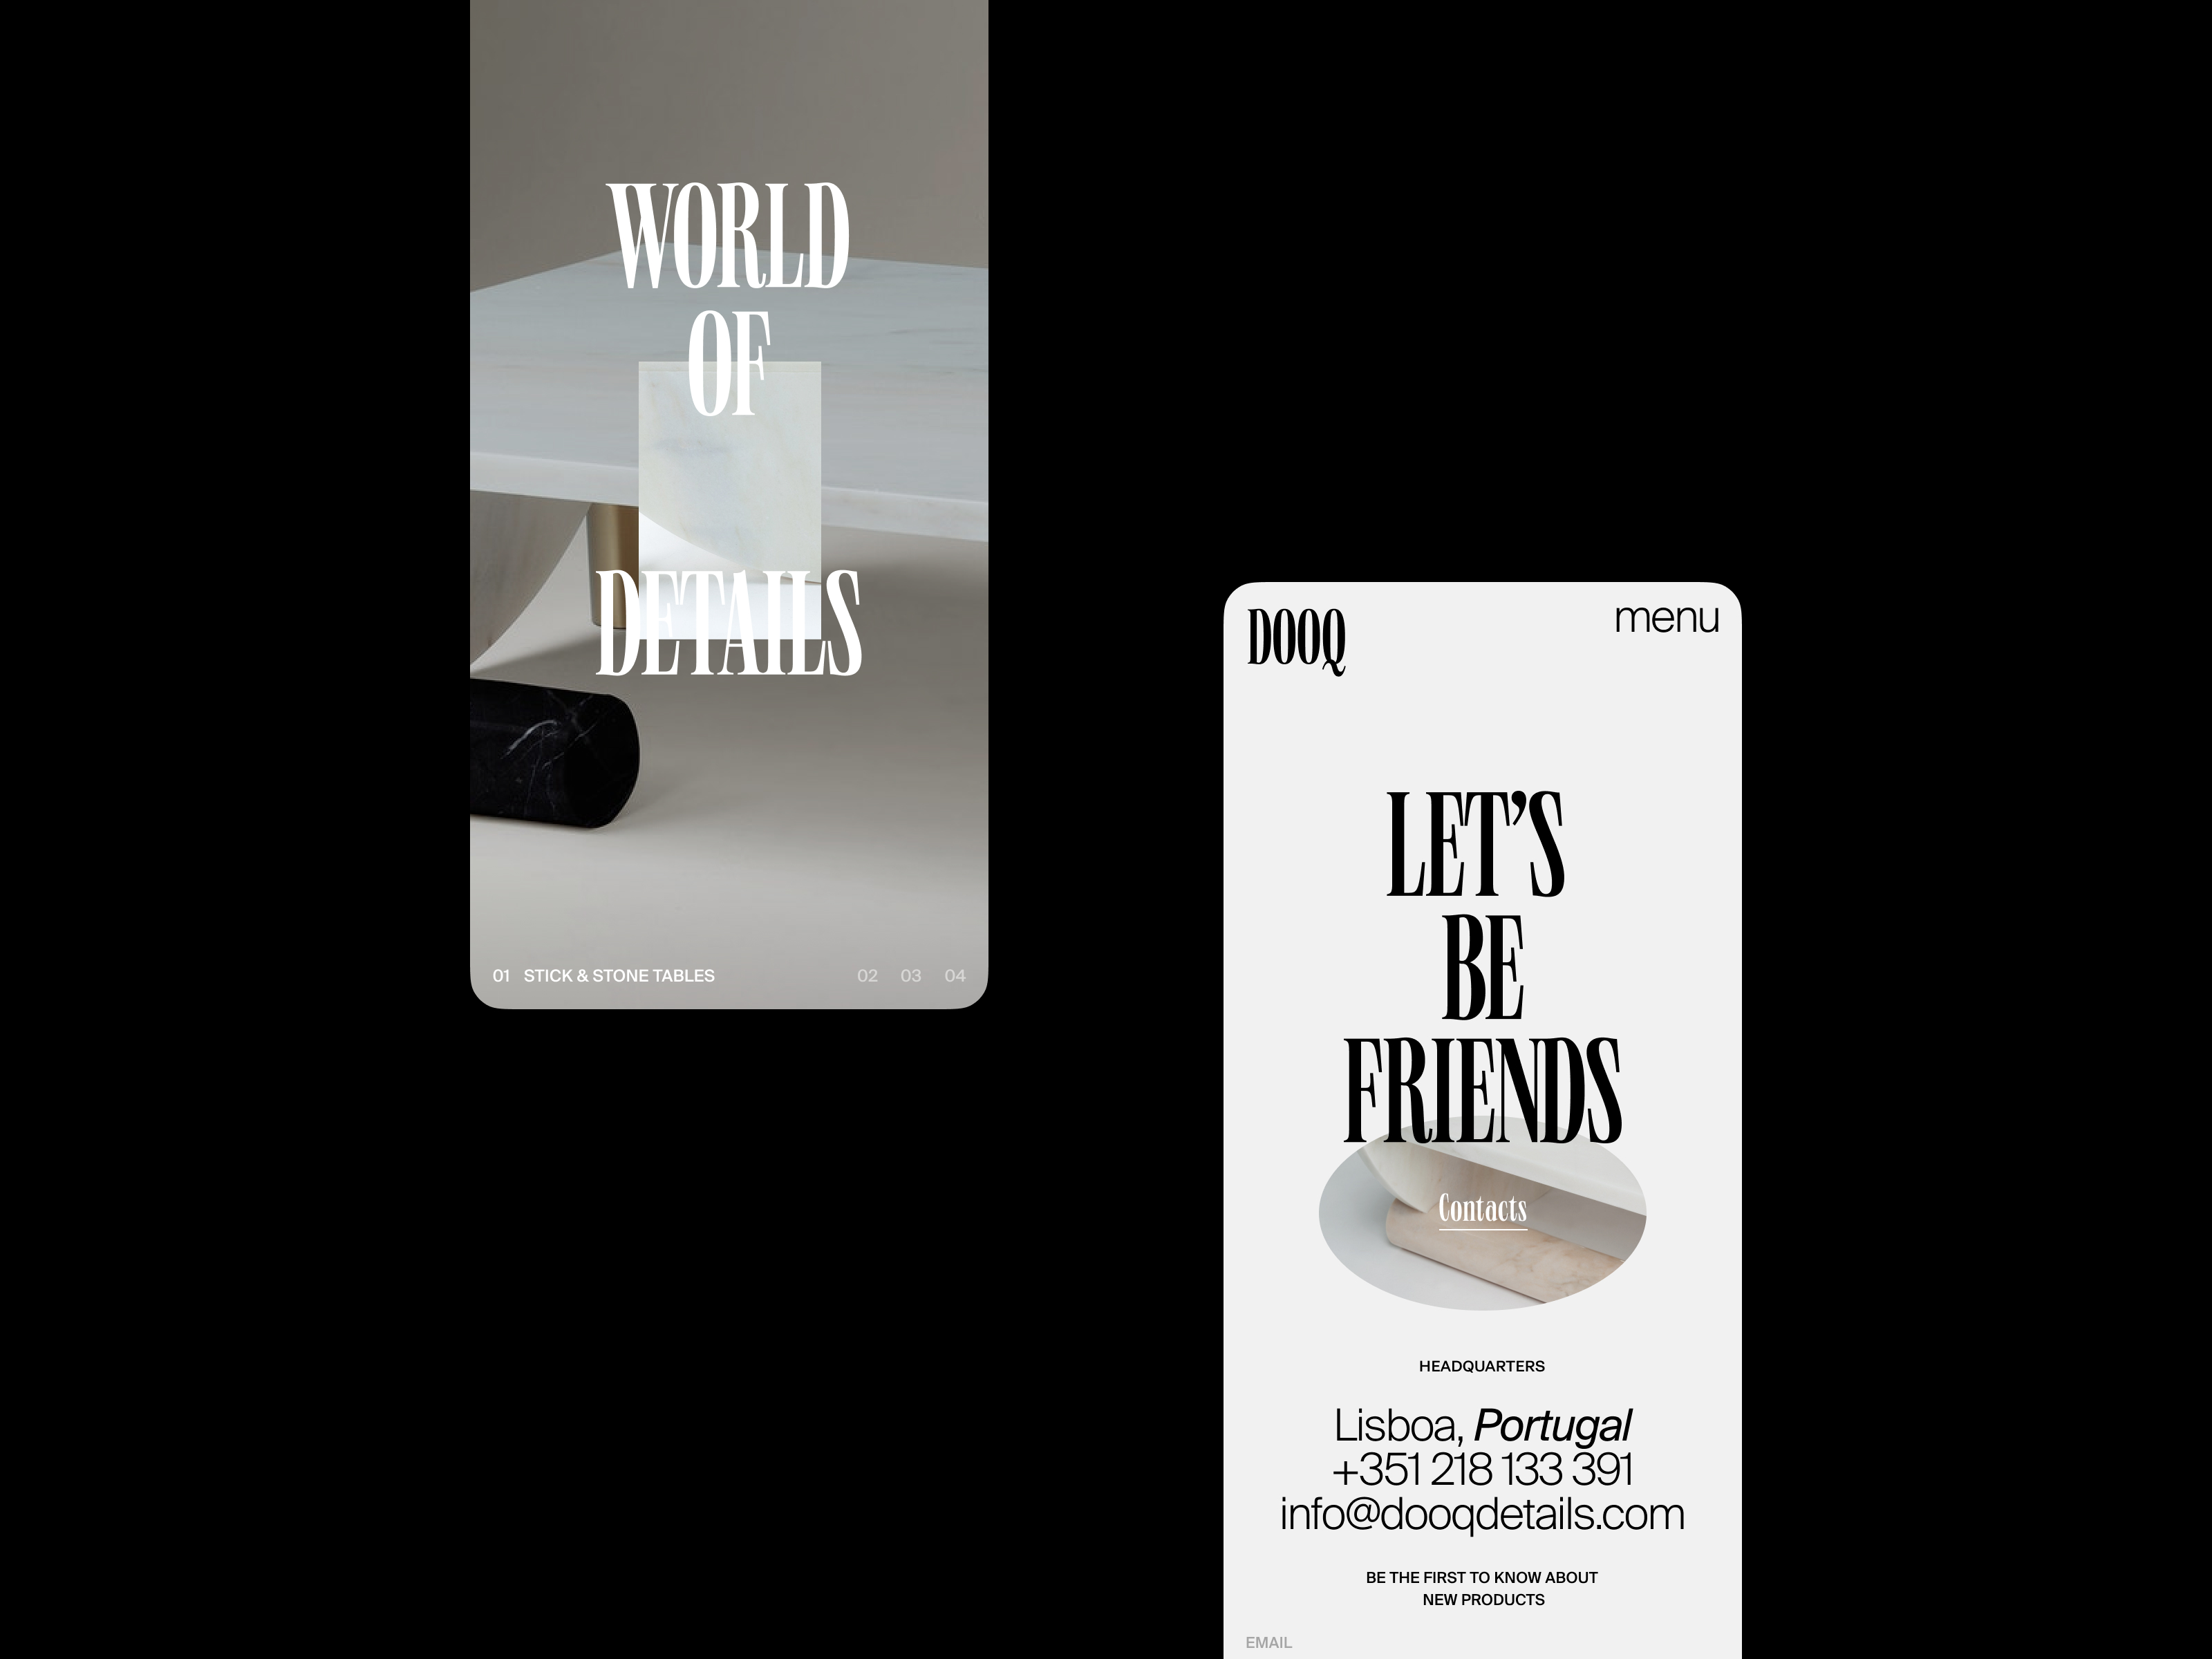 WORLD
OF
DETAILS
01 STICK & STONE TABLES 02 03 04
DOOQ menu
LET’S
BE
FRIENDS
Contacts
HEADQUARTERS
Lisboa, Portugal
+351 218 133 391
info@dooqdetails.com
BE THE FIRST TO KNOW ABOUT
NEW PRODUCTS
EMAIL